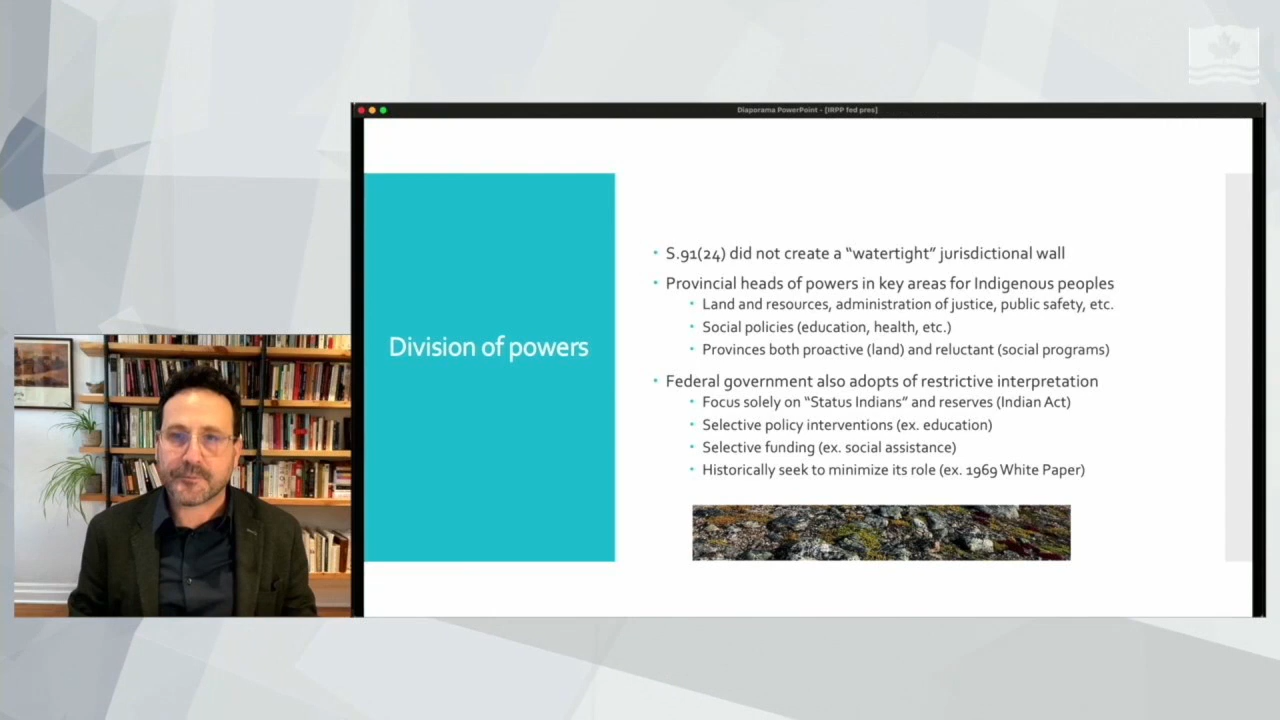 Diaporama PowerPoint - [IRPP fed pres]
Division of powers
S.91(24) did not create a “watertight” jurisdictional wall
Provincial heads of powers in key areas for Indigenous peoples
Land and resources, administration of justice, public safety, etc.
Social policies (education, health, etc.)
Provinces both proactive (land) and reluctant (social programs)
Federal government also adopts of restrictive interpretation
Focus solely on “Status Indians” and reserves (Indian Act)
Selective policy interventions (ex. education)
Selective funding (ex. social assistance)
Historically seek to minimize its role (ex. 1969 White Paper)